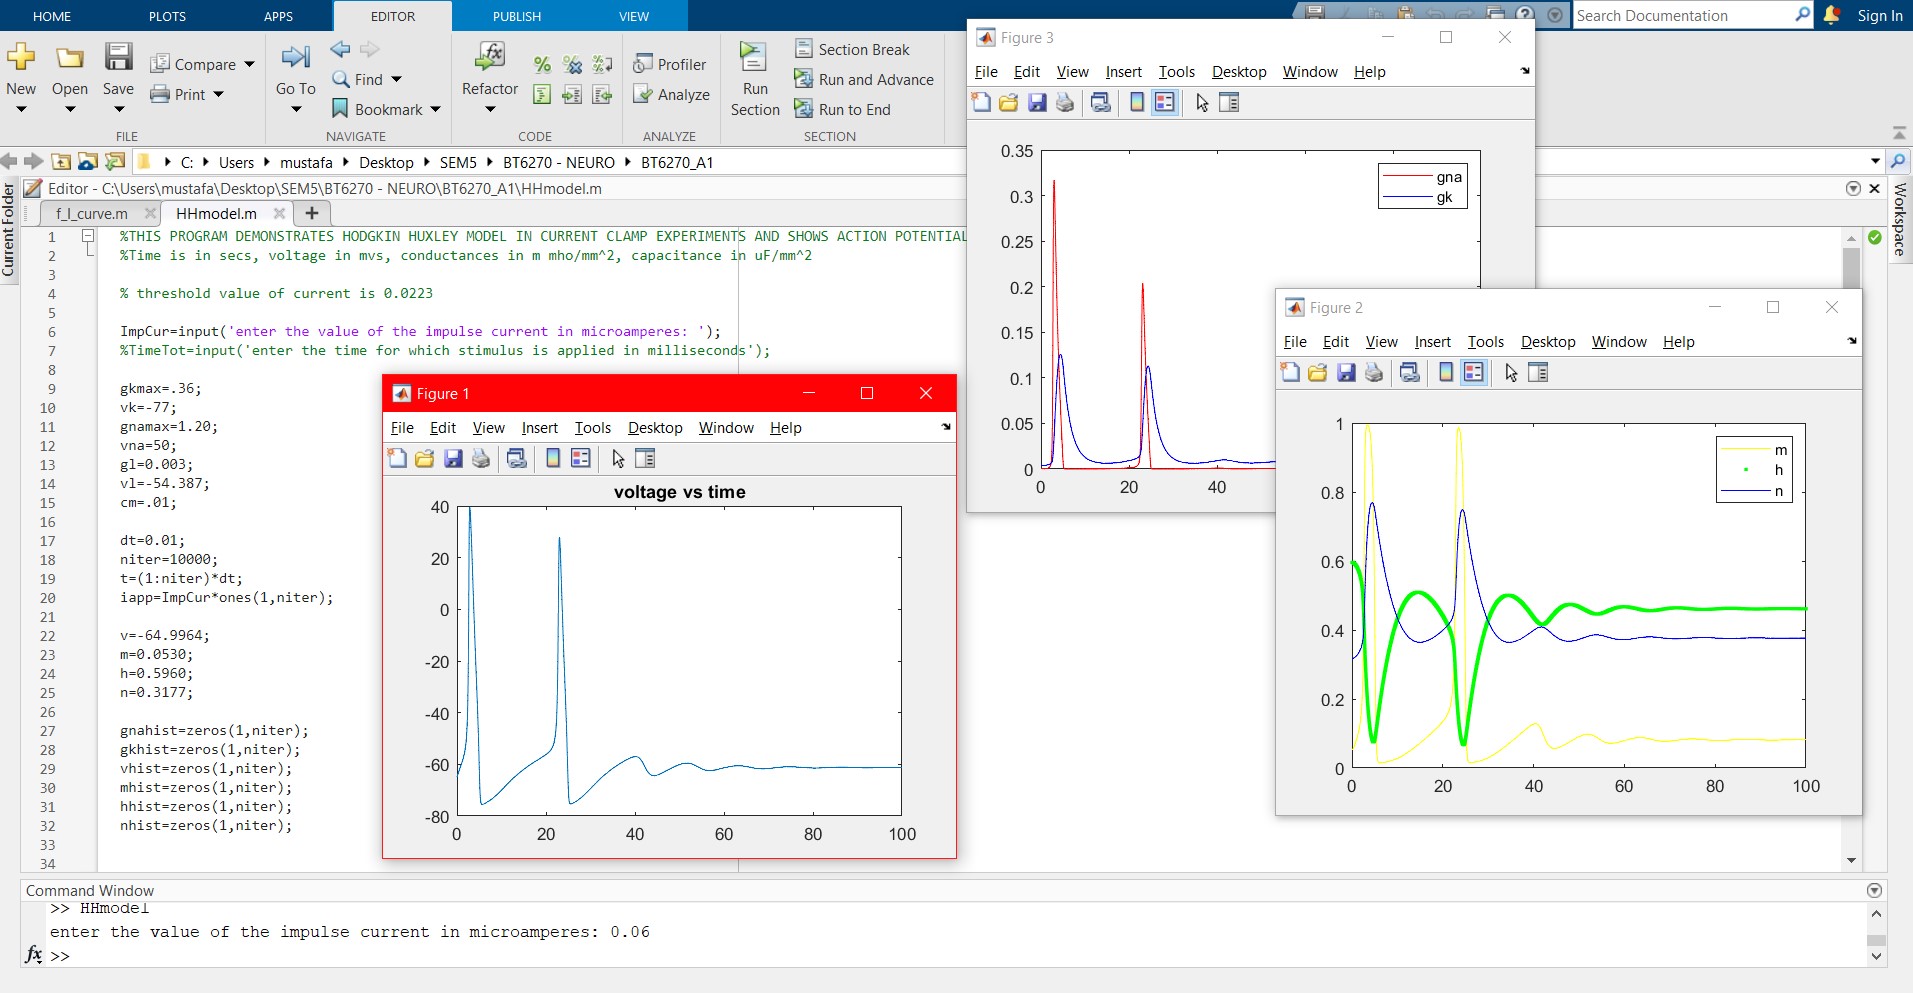 HOME PLOTS APPS EDITOR PUBLISH VIEW
Search Documentation Sign In
New Open Save Compare Print
Go To Find Bookmark
Refactor Profiler Analyze
Run Section
Section Break
Run and Advance
Run to End
FILE NAVIGATE CODE ANALYZE SECTION
C: Users mustafa Desktop SEM5 BT6270 - NEURO BT6270_A1
Current Folder
Workspace
Editor - C:\Users\mustafa\Desktop\SEM5\BT6270 - NEURO\BT6270_A1\HHmodel.m
f_I_curve.m HHmodel.m
1 %THIS PROGRAM DEMONSTRATES HODGKIN HUXLEY MODEL IN CURRENT CLAMP EXPERIMENTS AND SHOWS ACTION POTENTIAL
2 %Time is in secs, voltage in mvs, conductances in m mho/mm^2, capacitance in uF/mm^2
3
4 % threshold value of current is 0.0223
5
6 ImpCur=input('enter the value of the impulse current in microamperes: ');
7 %TimeTot=input('enter the time for which stimulus is applied in milliseconds');
8
9 gkmax=.36;
10 vk=-77;
11 gnamax=1.20;
12 vna=50;
13 gl=0.003;
14 vl=-54.387;
15 cm=.01;
16
17 dt=0.01;
18 niter=10000;
19 t=(1:niter)*dt;
20 iapp=ImpCur*ones(1,niter);
21
22 v=-64.9964;
23 m=0.0530;
24 h=0.5960;
25 n=0.3177;
26
27 gnahist=zeros(1,niter);
28 gkhist=zeros(1,niter);
29 vhist=zeros(1,niter);
30 mhist=zeros(1,niter);
31 hhist=zeros(1,niter);
32 nhist=zeros(1,niter);
33
34
Figure 3
File Edit View Insert Tools Desktop Window Help
0.35
0.3
0.25
0.2
0.15
0.1
0.05
0
0 20 40
gna
gk
Figure 2
File Edit View Insert Tools Desktop Window Help
1
0.8
0.6
0.4
0.2
0
0 20 40 60 80 100
m
h
n
Figure 1
File Edit View Insert Tools Desktop Window Help
voltage vs time
40
20
0
-20
-40
-60
-80
0 20 40 60 80 100
Command Window
>> HHmodel
enter the value of the impulse current in microamperes: 0.06
fx >>